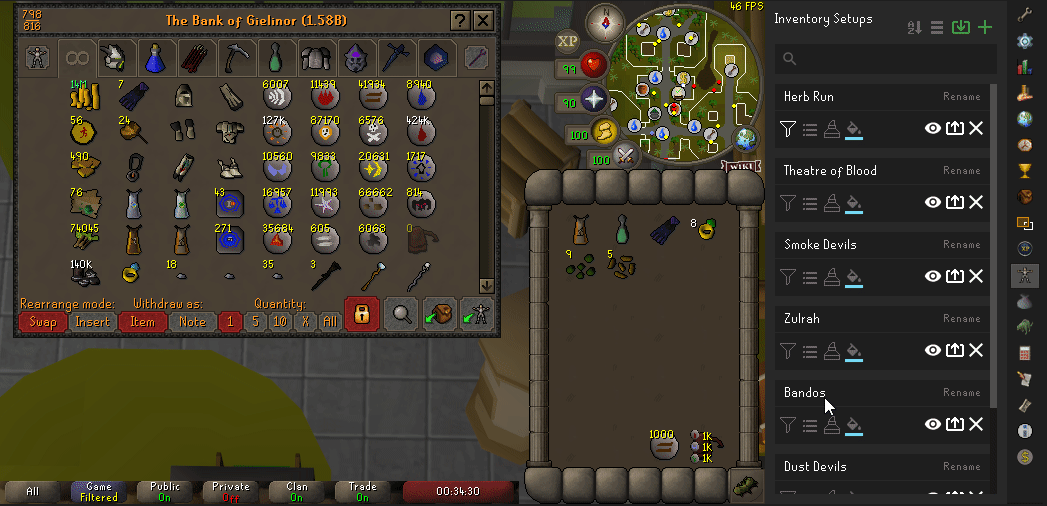 798
816
The Bank of Gielinor (1.58B)
?
14M
7
6007
11439
41934
8940
56
24
127K
87170
6576
424K
490
10560
9833
20631
1717
76
43
16957
11993
66662
814
74045
271
35684
605
6068
0
140K
18
35
3
Rearrange mode:
Withdraw as:
Quantity:
Swap
Insert
Item
Note
1
5
10
X
All
All
Game
Filtered
Public
On
Private
Off
Clan
On
Trade
On
00:34:30
46 FPS
N
XP
99
90
100
100
WIKI
8
9
5
1000
1K
1K
1K
Inventory Setups
Herb Run
Rename
Theatre of Blood
Rename
Smoke Devils
Rename
Zulrah
Rename
Bandos
Rename
Dust Devils
Rename